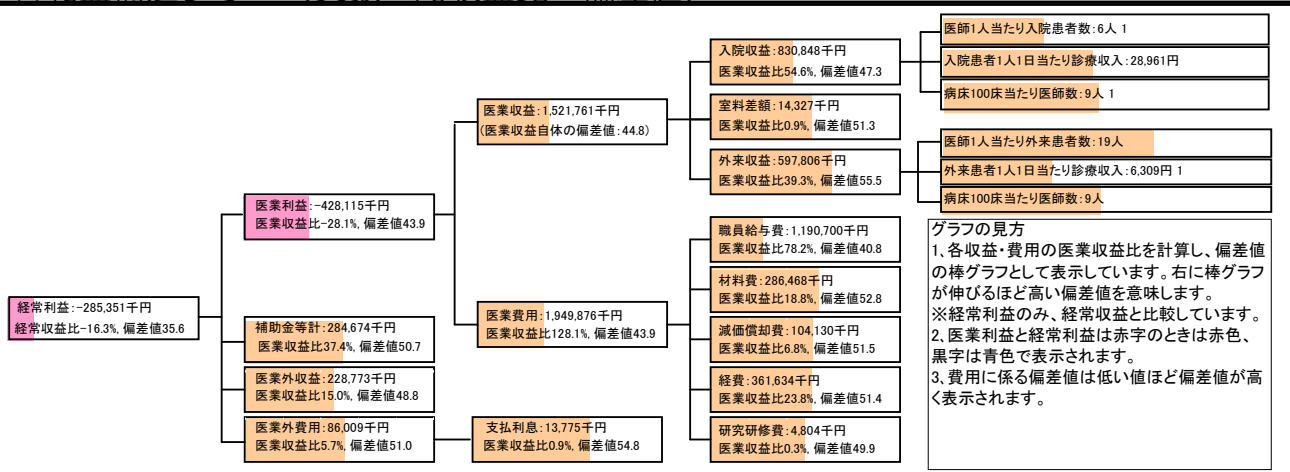 経常利益:-285,351千円
経常収益比-16.3%, 偏差値35.6
医業利益:-428,115千円
医業収益比-28.1%, 偏差値43.9
補助金等計:284,674千円
医業収益比37.4%, 偏差値50.7
医業外収益:228,773千円
医業収益比15.0%, 偏差値48.8
医業外費用:86,009千円
医業収益比5.7%, 偏差値51.0
医業収益:1,521,761千円
(医業収益自体の偏差値:44.8)
医業費用:1,949,876千円
医業収益比128.1%, 偏差値43.9
支払利息:13,775千円
医業収益比0.9%, 偏差値54.8
入院収益:830,848千円
医業収益比54.6%, 偏差値47.3
室料差額:14,327千円
医業収益比0.9%, 偏差値51.3
外来収益:597,806千円
医業収益比39.3%, 偏差値55.5
職員給与費:1,190,700千円
医業収益比78.2%, 偏差値40.8
材料費:286,468千円
医業収益比18.8%, 偏差値52.8
減価償却費:104,130千円
医業収益比6.8%, 偏差値51.5
経費:361,634千円
医業収益比23.8%, 偏差値51.4
研究研修費:4,804千円
医業収益比0.3%, 偏差値49.9
医師1人当たり入院患者数:6人 1
入院患者1人1日当たり診療収入:28,961円
病床100床当たり医師数:9人 1
医師1人当たり外来患者数:19人
外来患者1人1日当たり診療収入:6,309円 1
病床100床当たり医師数:9人
グラフの見方
1、各収益・費用の医業収益比を計算し、偏差値
の棒グラフとして表示しています。右に棒グラフ
が伸びるほど高い偏差値を意味します。
※経常利益のみ、経常収益と比較しています。
2、医業利益と経常利益は赤字のときは赤色、
黒字は青色で表示されます。
3、費用に係る偏差値は低い値ほど偏差値が高
く表示されます。